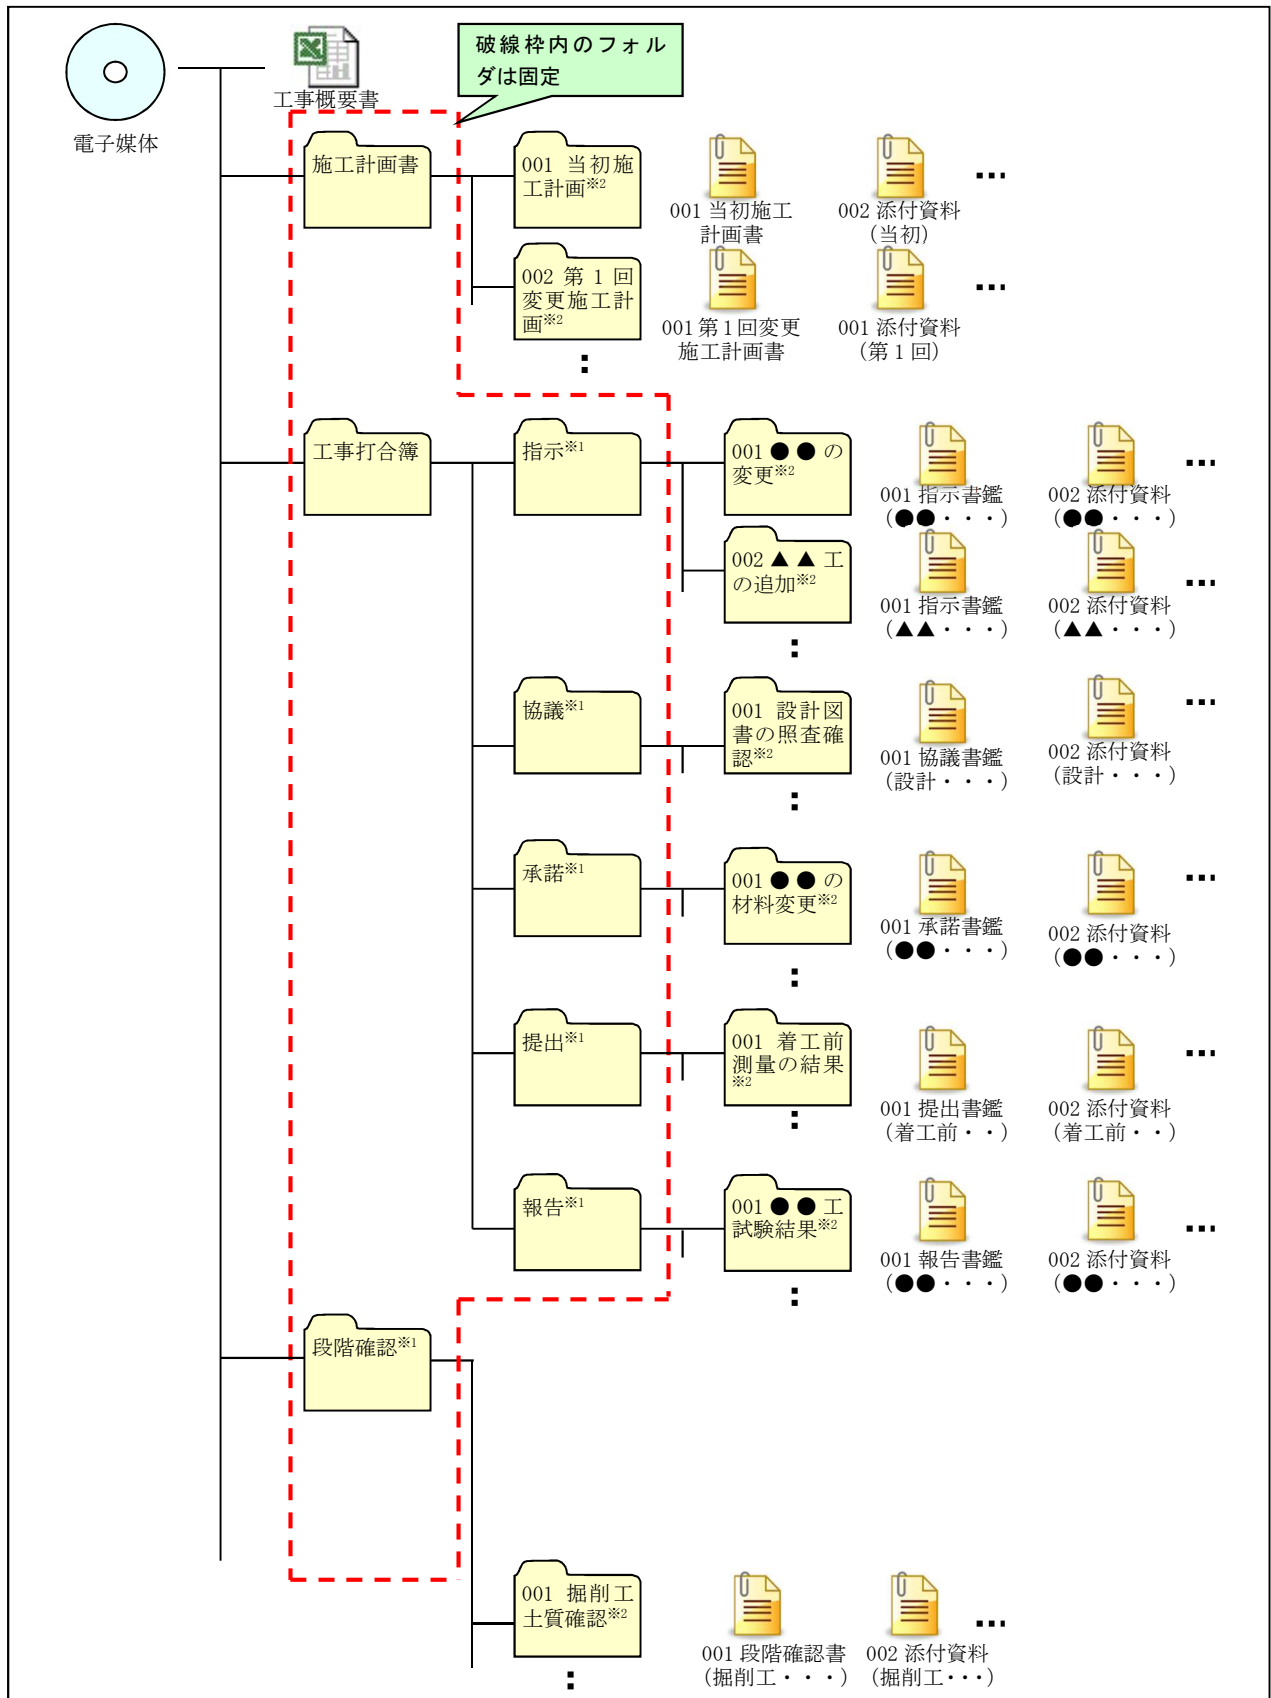 破線枠内のフォル
ダは固定
工事概要書
電子媒体
施工計画書
001 当初施
工計画※2
001 当初施工
計画書
002 添付資料
（当初）
…
002 第 1 回
変更施工計
画※2
001 第 1 回変更
施工計画書
001 添付資料
（第 1 回）
…
：
工事打合簿
指示※1
001 ● ● の
変更※2
001 指示書鑑
（●●・・・）
002 添付資料
（●●・・・）
…
002 ▲ ▲ 工
の追加※2
001 指示書鑑
（▲▲・・・）
002 添付資料
（▲▲・・・）
…
：
協議※1
001 設計図
書の照査確
認※2
001 協議書鑑
（設計・・・）
002 添付資料
（設計・・・）
…
：
承諾※1
001 ● ● の
材料変更※2
001 承諾書鑑
（●●・・・）
002 添付資料
（●●・・・）
…
：
提出※1
001 着工前
測量の結果
※2
001 提出書鑑
（着工前・・）
002 添付資料
（着工前・・）
…
：
報告※1
001 ● ● 工
試験結果※2
001 報告書鑑
（●●・・・）
002 添付資料
（●●・・・）
…
：
段階確認※1
001 掘削工
土質確認※2
001 段階確認書
（掘削工・・・）
002 添付資料
（掘削工・・・）
…
：